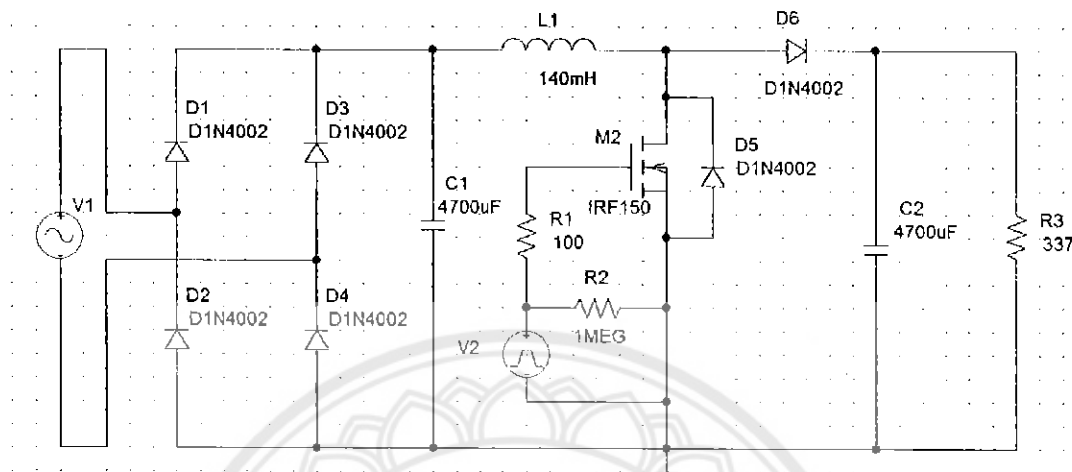 L1
140mH
D6
D1N4002
D1
D1N4002
D3
D1N4002
M2
IRF150
D5
D1N4002
V1
C1
4700uF
R1
100
C2
4700uF
R3
337
D2
D1N4002
D4
D1N4002
R2
1MEG
V2